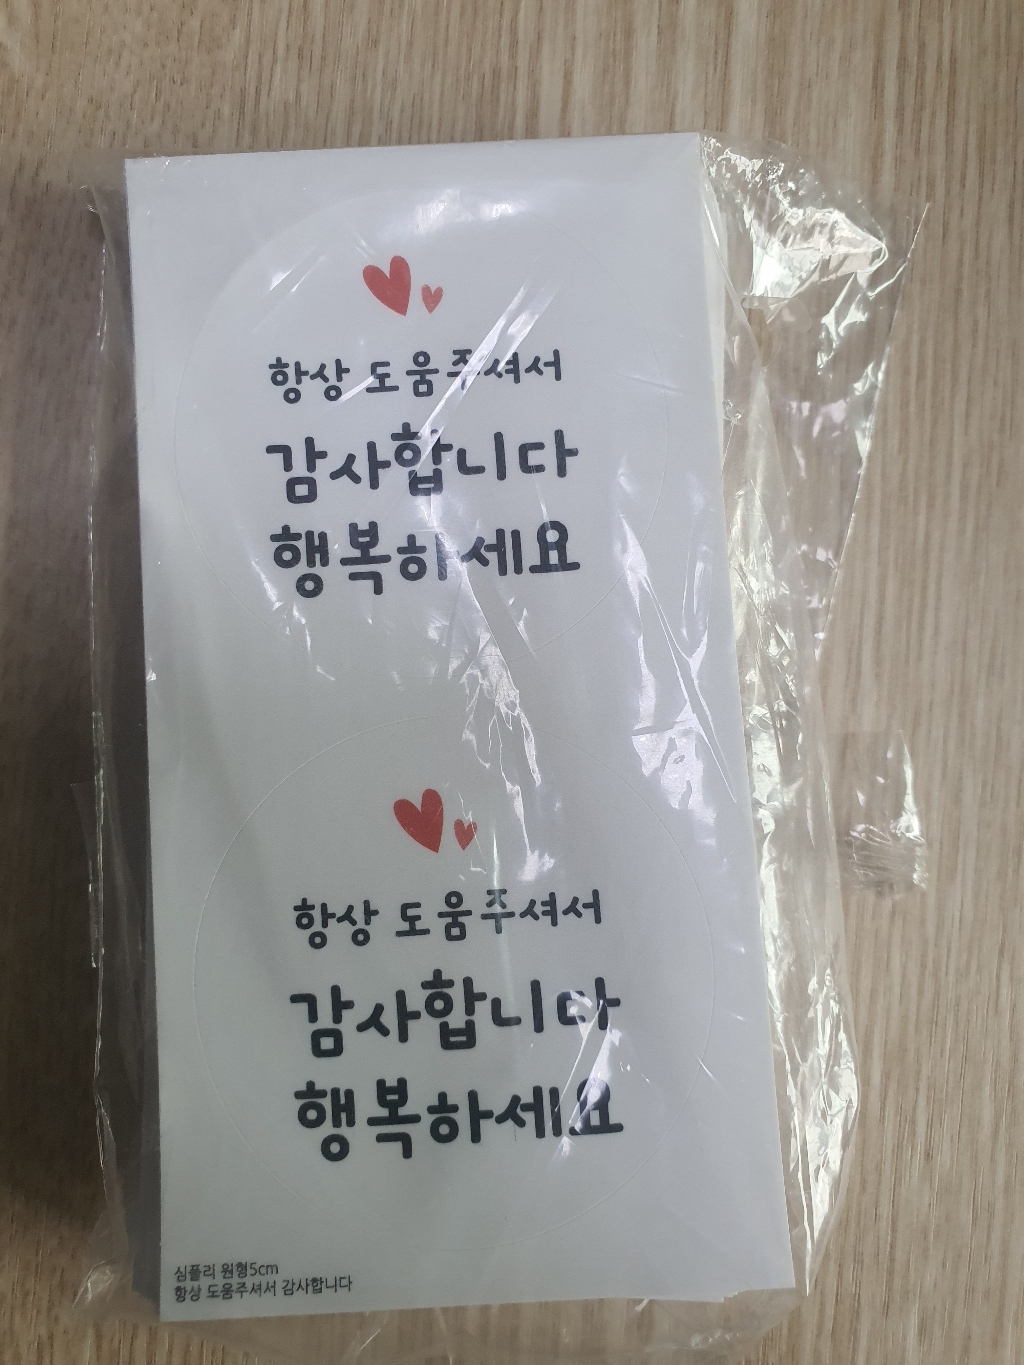 항상 도움주셔서
감사합니다
행복하세요
항상 도움주셔서
감사합니다
행복하세요
심플리 원형5cm
항상 도움주셔서 감사합니다